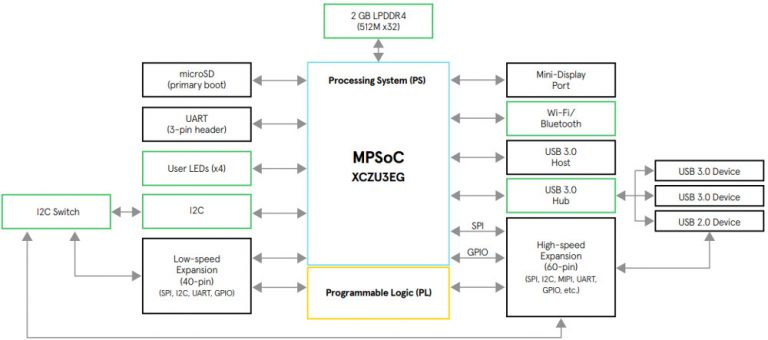 2 GB LPDDR4
(512M x32)
microSD
(primary boot)
Processing System (PS)
Mini-Display
Port
UART
(3-pin header)
Wi-Fi/
Bluetooth
MPSoC
XCZU3EG
USB 3.0
Host
User LEDs (x4)
USB 3.0 Device
I2C Switch
I2C
USB 3.0
Hub
USB 3.0 Device
USB 2.0 Device
SPI
Low-speed
Expansion
(40-pin)
(SPI, I2C, UART, GPIO)
GPIO
High-speed
Expansion
(60-pin)
(SPI, I2C, MIPI, UART,
GPIO, etc.)
Programmable Logic (PL)